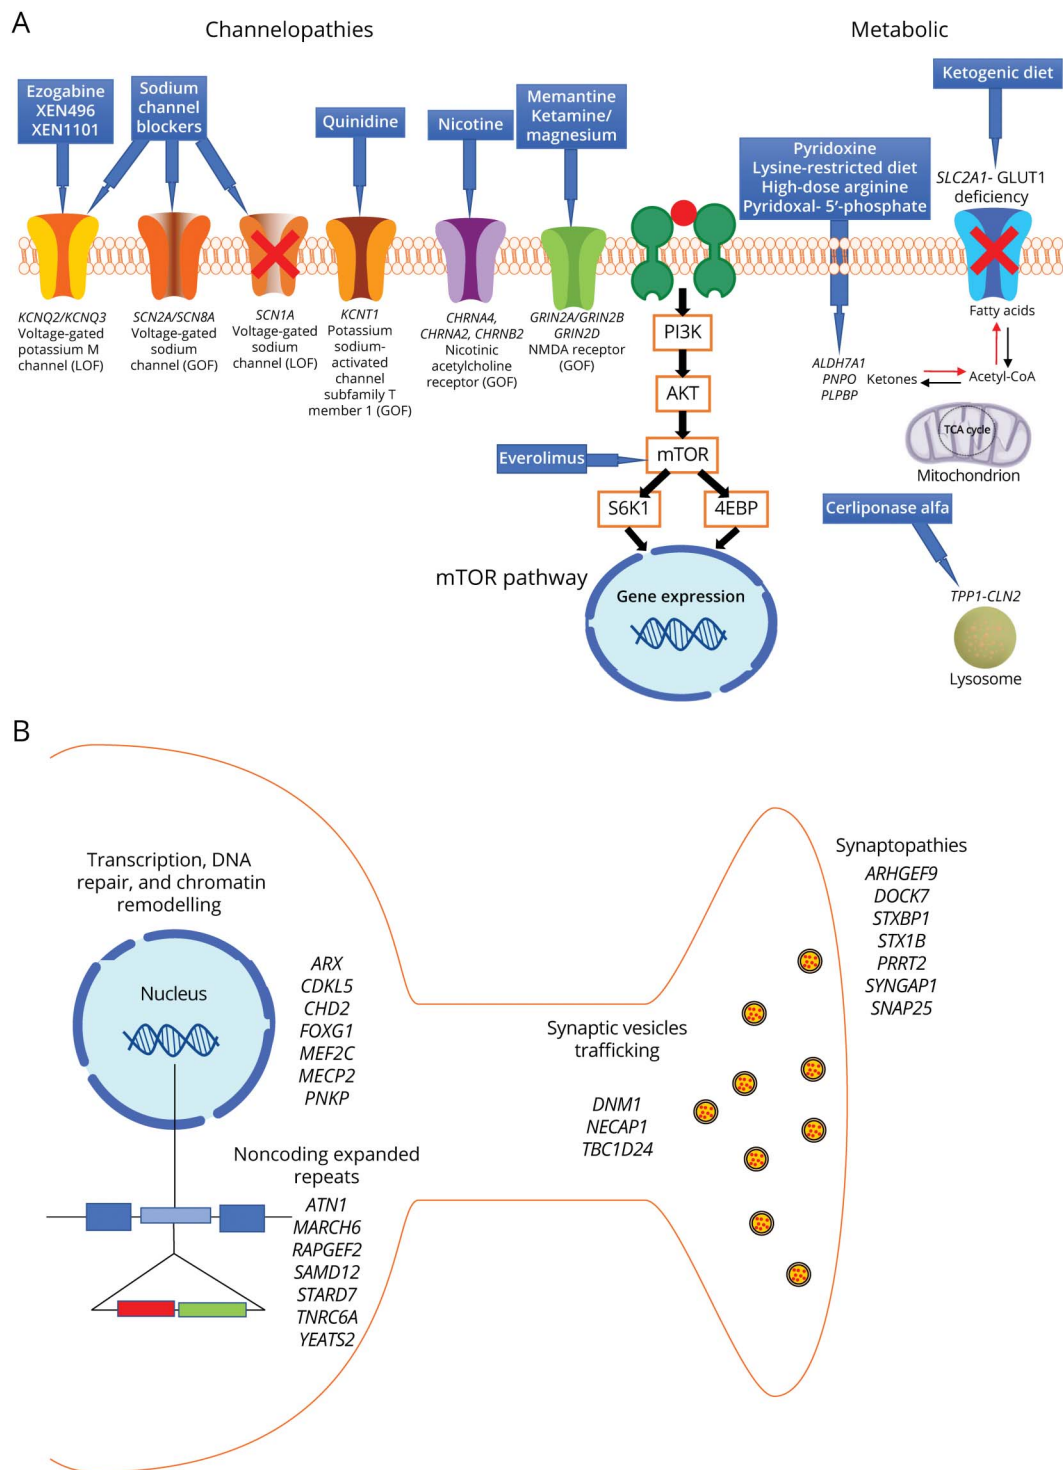 A
Channelopathies
Metabolic
Ezogabine
XEN496
XEN1101
Sodium
channel
blockers
Quinidine
Nicotine
Memantine
Ketamine/
magnesium
Pyridoxine
Lysine-restricted diet
High-dose arginine
Pyridoxal- 5′-phosphate
Ketogenic diet
SLC2A1- GLUT1
deficiency
KCNQ2/KCNQ3
Voltage-gated
potassium M
channel (LOF)
SCN2A/SCN8A
Voltage-gated
sodium
channel (GOF)
SCN1A
Voltage-gated
sodium
channel (LOF)
KCNT1
Potassium
sodium-
activated
channel
subfamily T
member 1 (GOF)
CHRNA4,
CHRNA2, CHRNB2
Nicotinic
acetylcholine
receptor (GOF)
GRIN2A/GRIN2B
GRIN2D
NMDA receptor
(GOF)
PI3K
AKT
mTOR
Everolimus
S6K1
4EBP
mTOR pathway
Gene expression
ALDH7A1
PNPO
PLPBP
Fatty acids
Ketones
Acetyl-CoA
TCA cycle
Mitochondrion
Cerliponase alfa
TPP1-CLN2
Lysosome
B
Transcription, DNA
repair, and chromatin
remodelling
Nucleus
ARX
CDKL5
CHD2
FOXG1
MEF2C
MECP2
PNKP
Noncoding expanded
repeats
ATN1
MARCH6
RAPGEF2
SAMD12
STARD7
TNRC6A
YEATS2
Synaptic vesicles
trafficking
DNM1
NECAP1
TBC1D24
Synaptopathies
ARHGEF9
DOCK7
STXBP1
STX1B
PRRT2
SYNGAP1
SNAP25